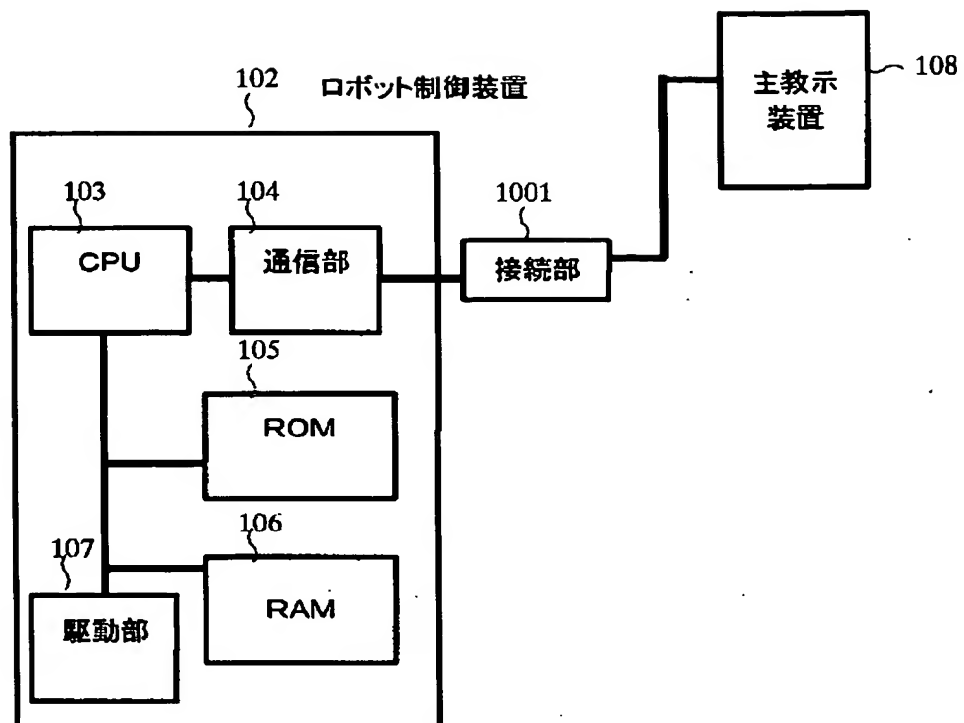 102
ロボット制御装置
主教示
装置
108
103
CPU
104
通信部
1001
接続部
105
ROM
106
RAM
107
駆動部